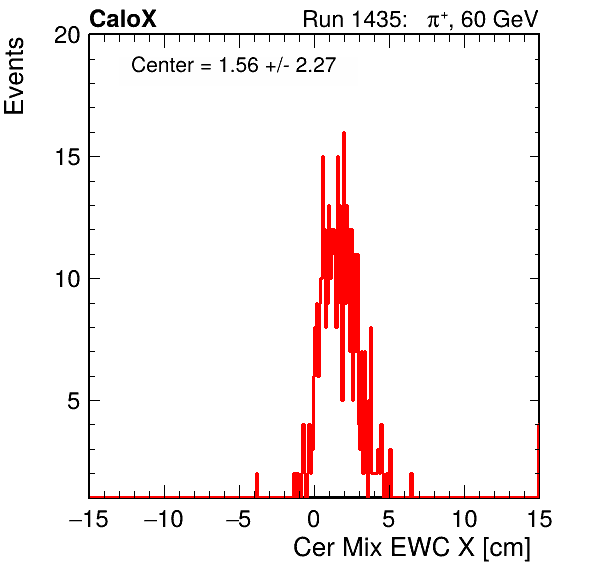 CaloX Run 1435: π⁺, 60 GeV
Events
Center = 1.56 +/- 2.27
20
15
10
5
−15 −10 −5 0 5 10 15
Cer Mix EWC X [cm]